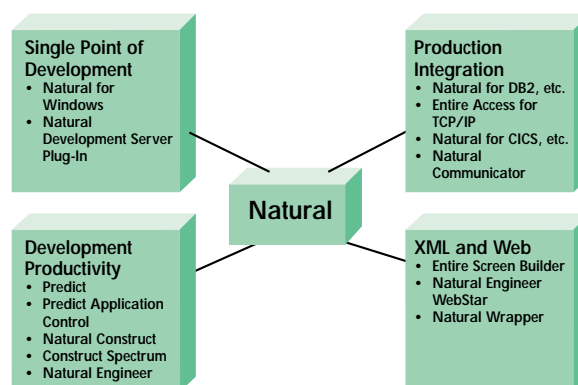 Single Point of
Development
• Natural for
Windows
• Natural
Development Server
Plug-In
Production
Integration
• Natural for DB2, etc.
• Entire Access for
TCP/IP
• Natural for CICS, etc.
• Natural
Communicator
Natural
Development
Productivity
• Predict
• Predict Application
Control
• Natural Construct
• Construct Spectrum
• Natural Engineer
XML and Web
• Entire Screen Builder
• Natural Engineer
WebStar
• Natural Wrapper